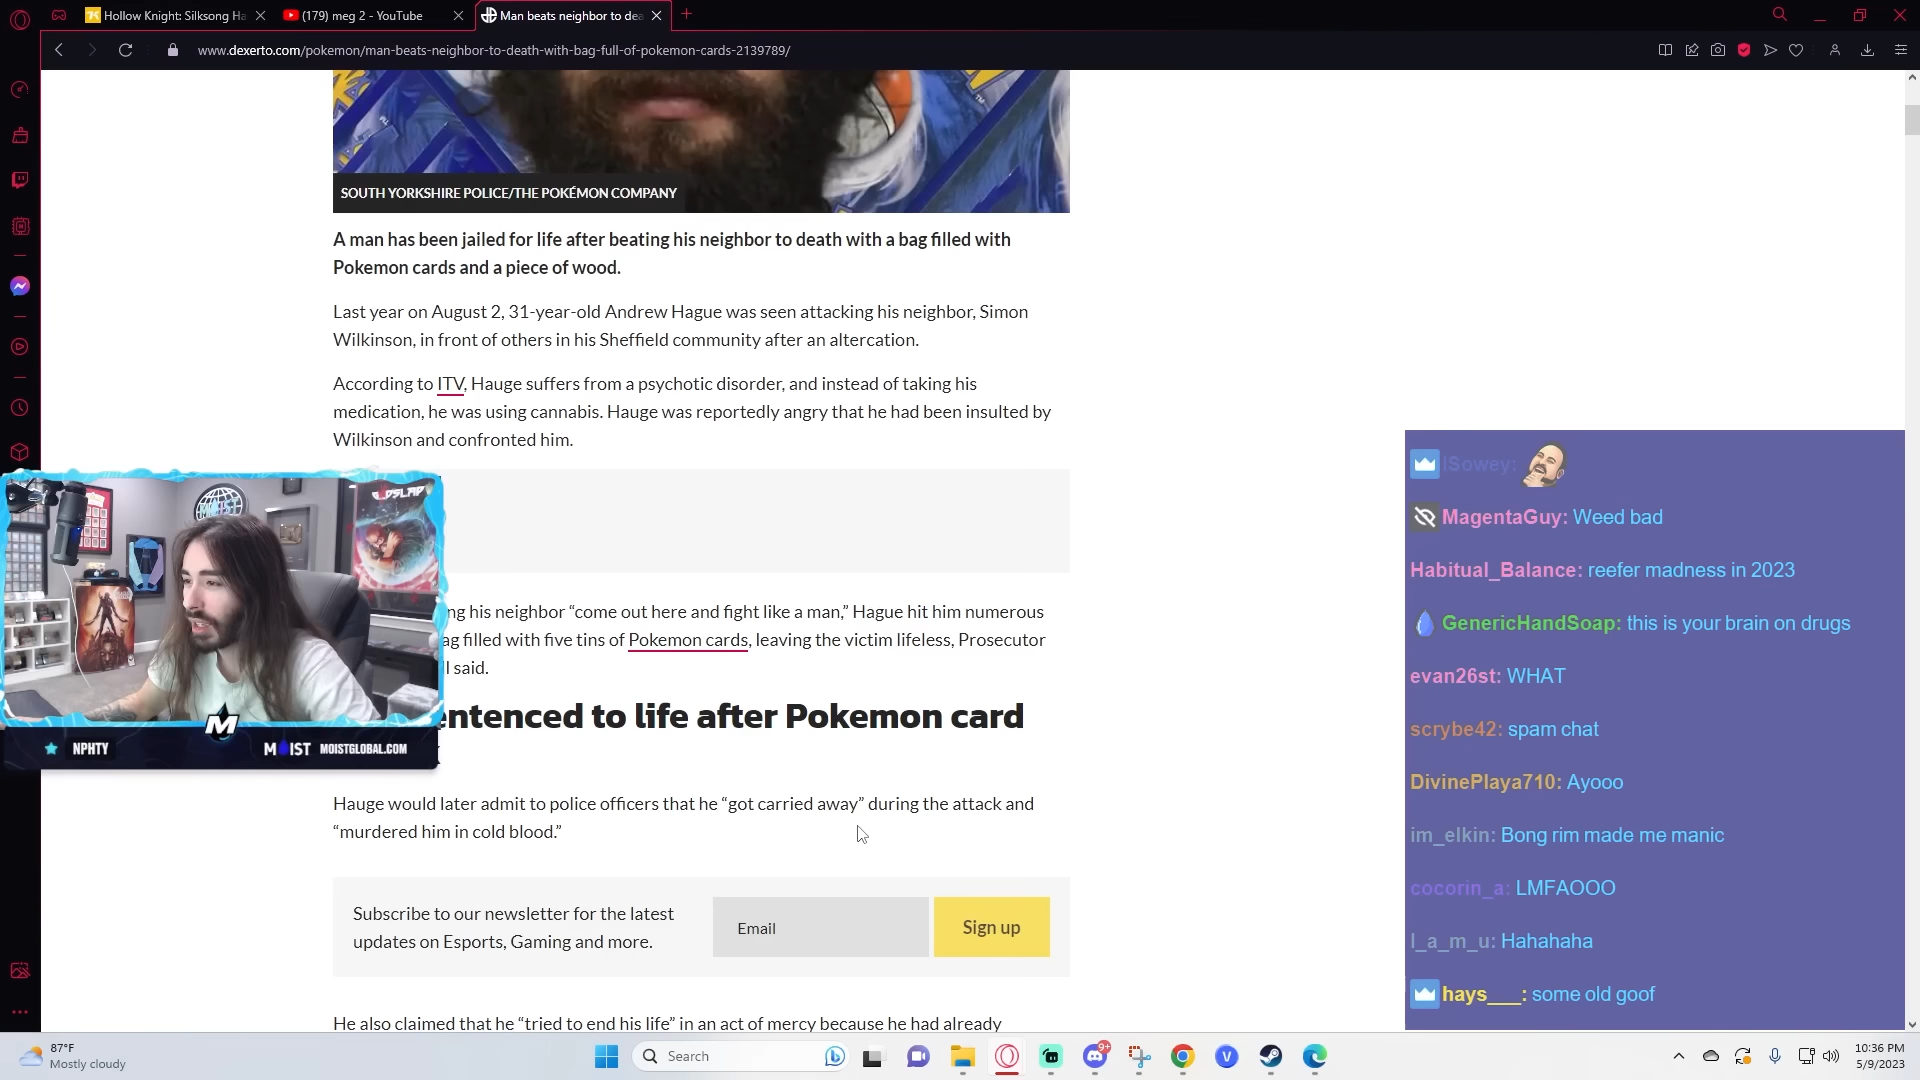 Hollow Knight: Silksong Ha
(179) meg 2 - YouTube
Man beats neighbor to dea
www.dexerto.com/pokemon/man-beats-neighbor-to-death-with-bag-full-of-pokemon-cards-2139789/
SOUTH YORKSHIRE POLICE/THE POKÉMON COMPANY
A man has been jailed for life after beating his neighbor to death with a bag filled with
Pokemon cards and a piece of wood.
Last year on August 2, 31-year-old Andrew Hague was seen attacking his neighbor, Simon
Wilkinson, in front of others in his Sheffield community after an altercation.
According to ITV, Hauge suffers from a psychotic disorder, and instead of taking his
medication, he was using cannabis. Hauge was reportedly angry that he had been insulted by
Wilkinson and confronted him.
ng his neighbor “come out here and fight like a man,” Hague hit him numerous
ag filled with five tins of Pokemon cards, leaving the victim lifeless, Prosecutor
l said.
entenced to life after Pokemon card
Hauge would later admit to police officers that he “got carried away” during the attack and
“murdered him in cold blood.”
Subscribe to our newsletter for the latest
updates on Esports, Gaming and more.
Email
Sign up
He also claimed that he “tried to end his life” in an act of mercy because he had already
MOIST
GODSLAP
M
NPHTY
MOIST MOISTGLOBAL.COM
lSowey:
MagentaGuy: Weed bad
Habitual_Balance: reefer madness in 2023
GenericHandSoap: this is your brain on drugs
evan26st: WHAT
scrybe42: spam chat
DivinePlaya710: Ayooo
im_elkin: Bong rim made me manic
cocorin_a: LMFAOOO
l_a_m_u: Hahahaha
hays___: some old goof
87°F
Mostly cloudy
Search
9+
V
10:36 PM
5/9/2023